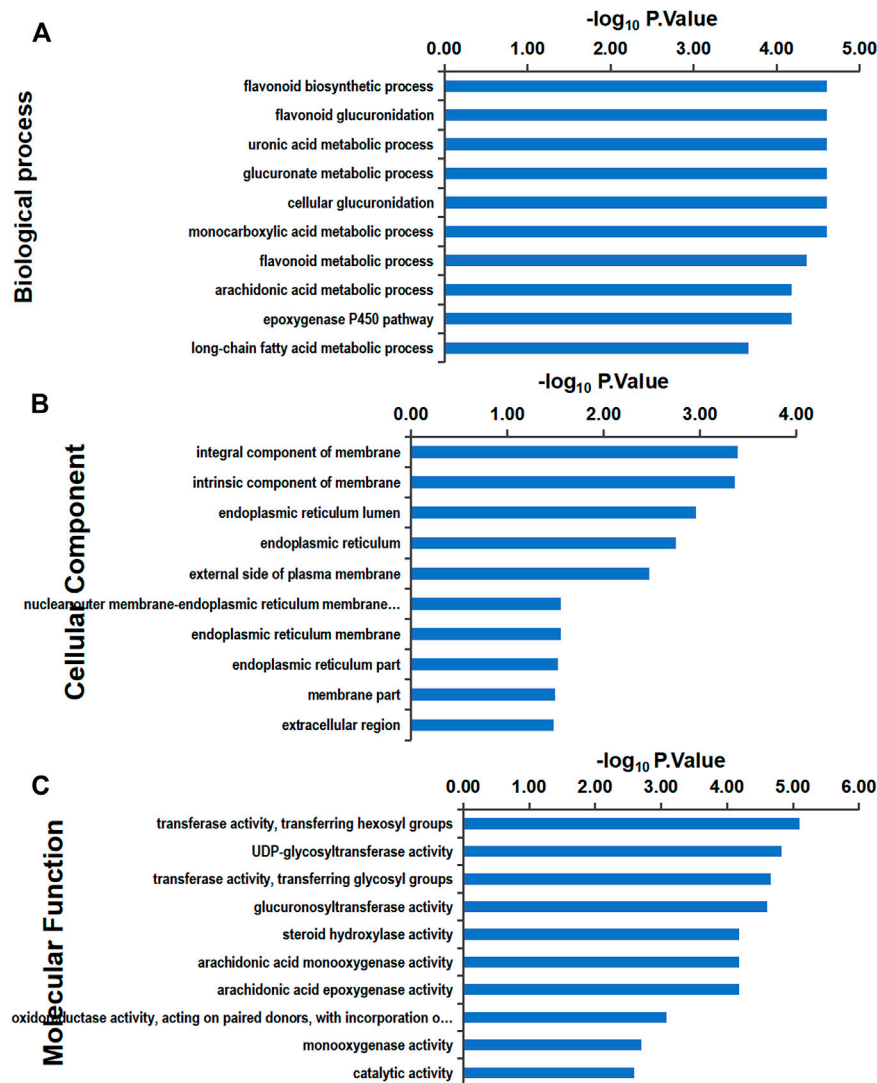 A
-log10 P.Value
0.00 1.00 2.00 3.00 4.00 5.00
Biological process
flavonoid biosynthetic process
flavonoid glucuronidation
uronic acid metabolic process
glucuronate metabolic process
cellular glucuronidation
monocarboxylic acid metabolic process
flavonoid metabolic process
arachidonic acid metabolic process
epoxygenase P450 pathway
long-chain fatty acid metabolic process
B
-log10 P.Value
0.00 1.00 2.00 3.00 4.00
Cellular Component
integral component of membrane
intrinsic component of membrane
endoplasmic reticulum lumen
endoplasmic reticulum
external side of plasma membrane
nuclear outer membrane-endoplasmic reticulum membrane…
endoplasmic reticulum membrane
endoplasmic reticulum part
membrane part
extracellular region
C
-log10 P.Value
0.00 1.00 2.00 3.00 4.00 5.00 6.00
Molecular Function
transferase activity, transferring hexosyl groups
UDP-glycosyltransferase activity
transferase activity, transferring glycosyl groups
glucuronosyltransferase activity
steroid hydroxylase activity
arachidonic acid monooxygenase activity
arachidonic acid epoxygenase activity
oxidoreductase activity, acting on paired donors, with incorporation o…
monooxygenase activity
catalytic activity